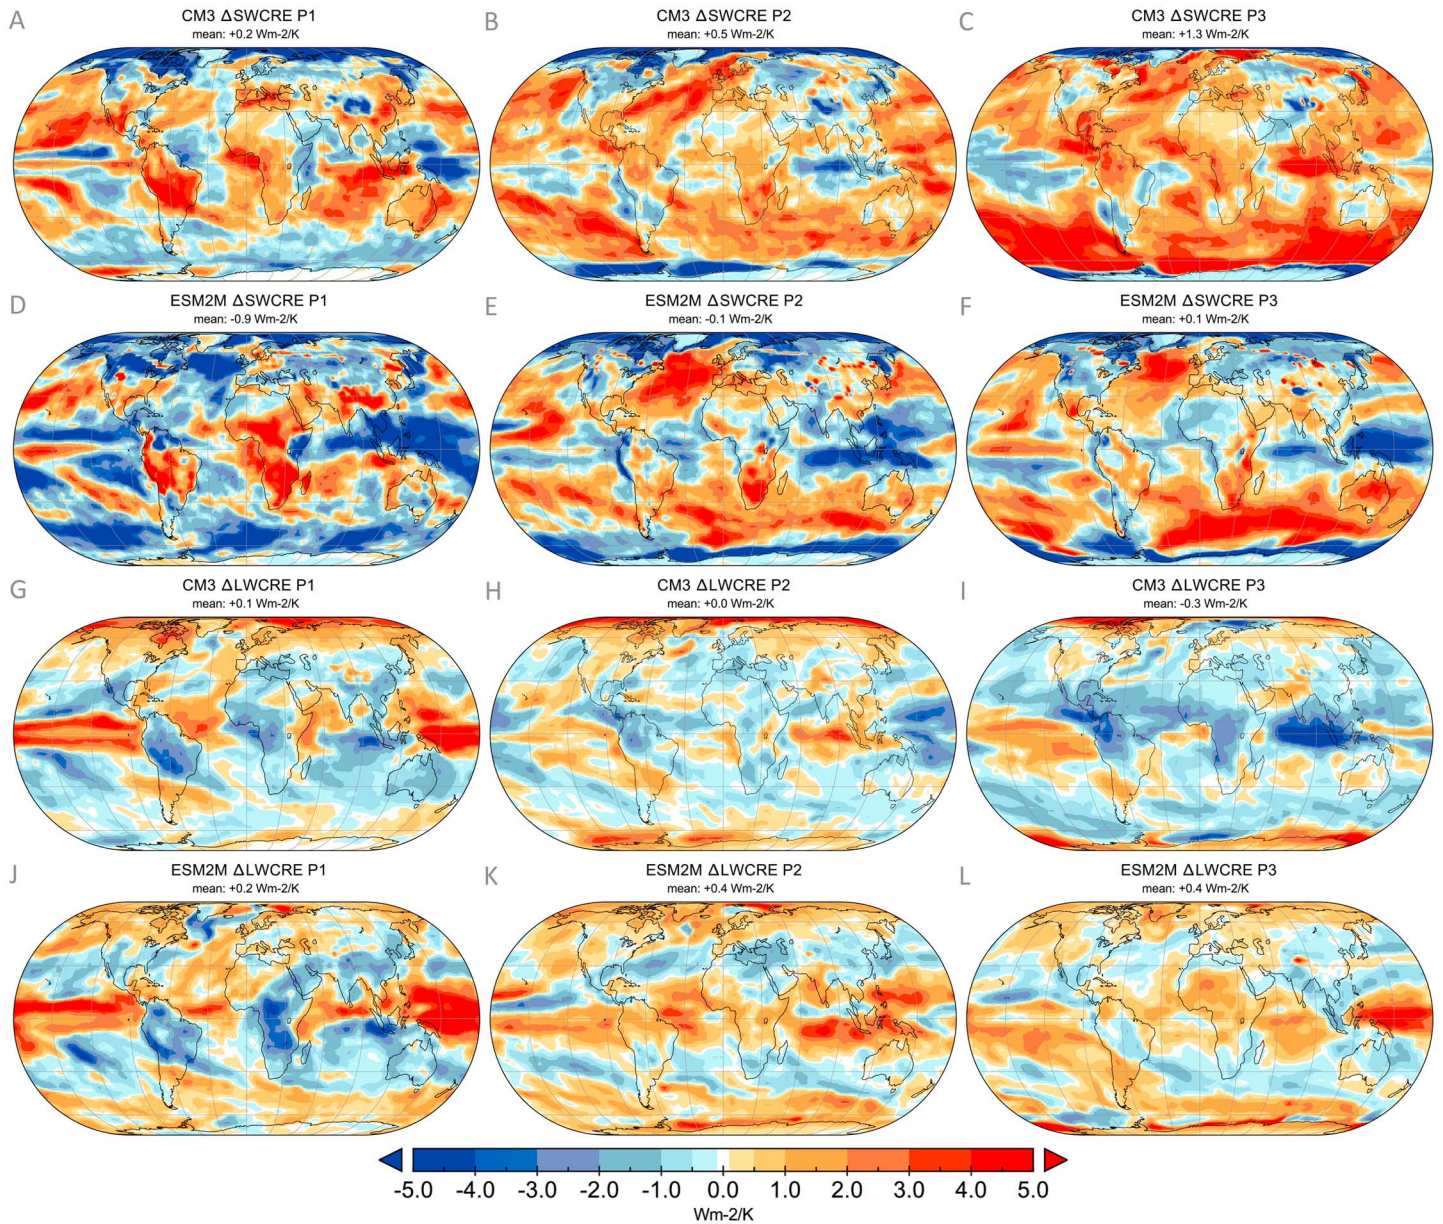 A
CM3 ΔSWCRE P1
mean: +0.2 Wm-2/K
B
CM3 ΔSWCRE P2
mean: +0.5 Wm-2/K
C
CM3 ΔSWCRE P3
mean: +1.3 Wm-2/K
D
ESM2M ΔSWCRE P1
mean: -0.9 Wm-2/K
E
ESM2M ΔSWCRE P2
mean: -0.1 Wm-2/K
F
ESM2M ΔSWCRE P3
mean: +0.1 Wm-2/K
G
CM3 ΔLWCRE P1
mean: +0.1 Wm-2/K
H
CM3 ΔLWCRE P2
mean: +0.0 Wm-2/K
I
CM3 ΔLWCRE P3
mean: -0.3 Wm-2/K
J
ESM2M ΔLWCRE P1
mean: +0.2 Wm-2/K
K
ESM2M ΔLWCRE P2
mean: +0.4 Wm-2/K
L
ESM2M ΔLWCRE P3
mean: +0.4 Wm-2/K
-5.0 -4.0 -3.0 -2.0 -1.0 0.0 1.0 2.0 3.0 4.0 5.0
Wm-2/K